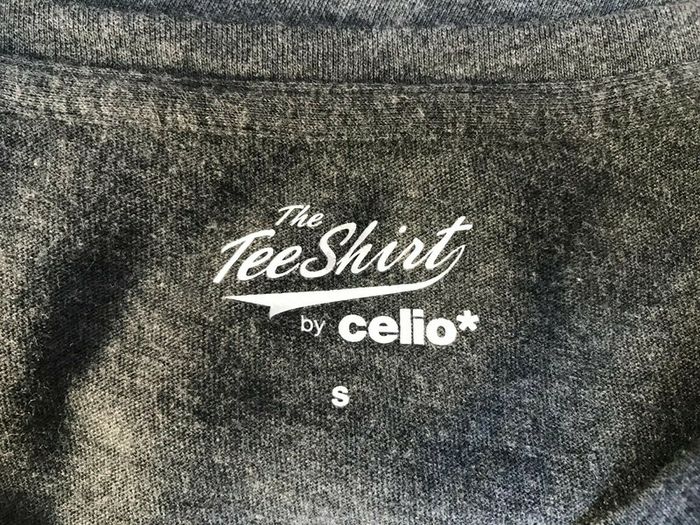 The
TeeShirt
by celio*
S